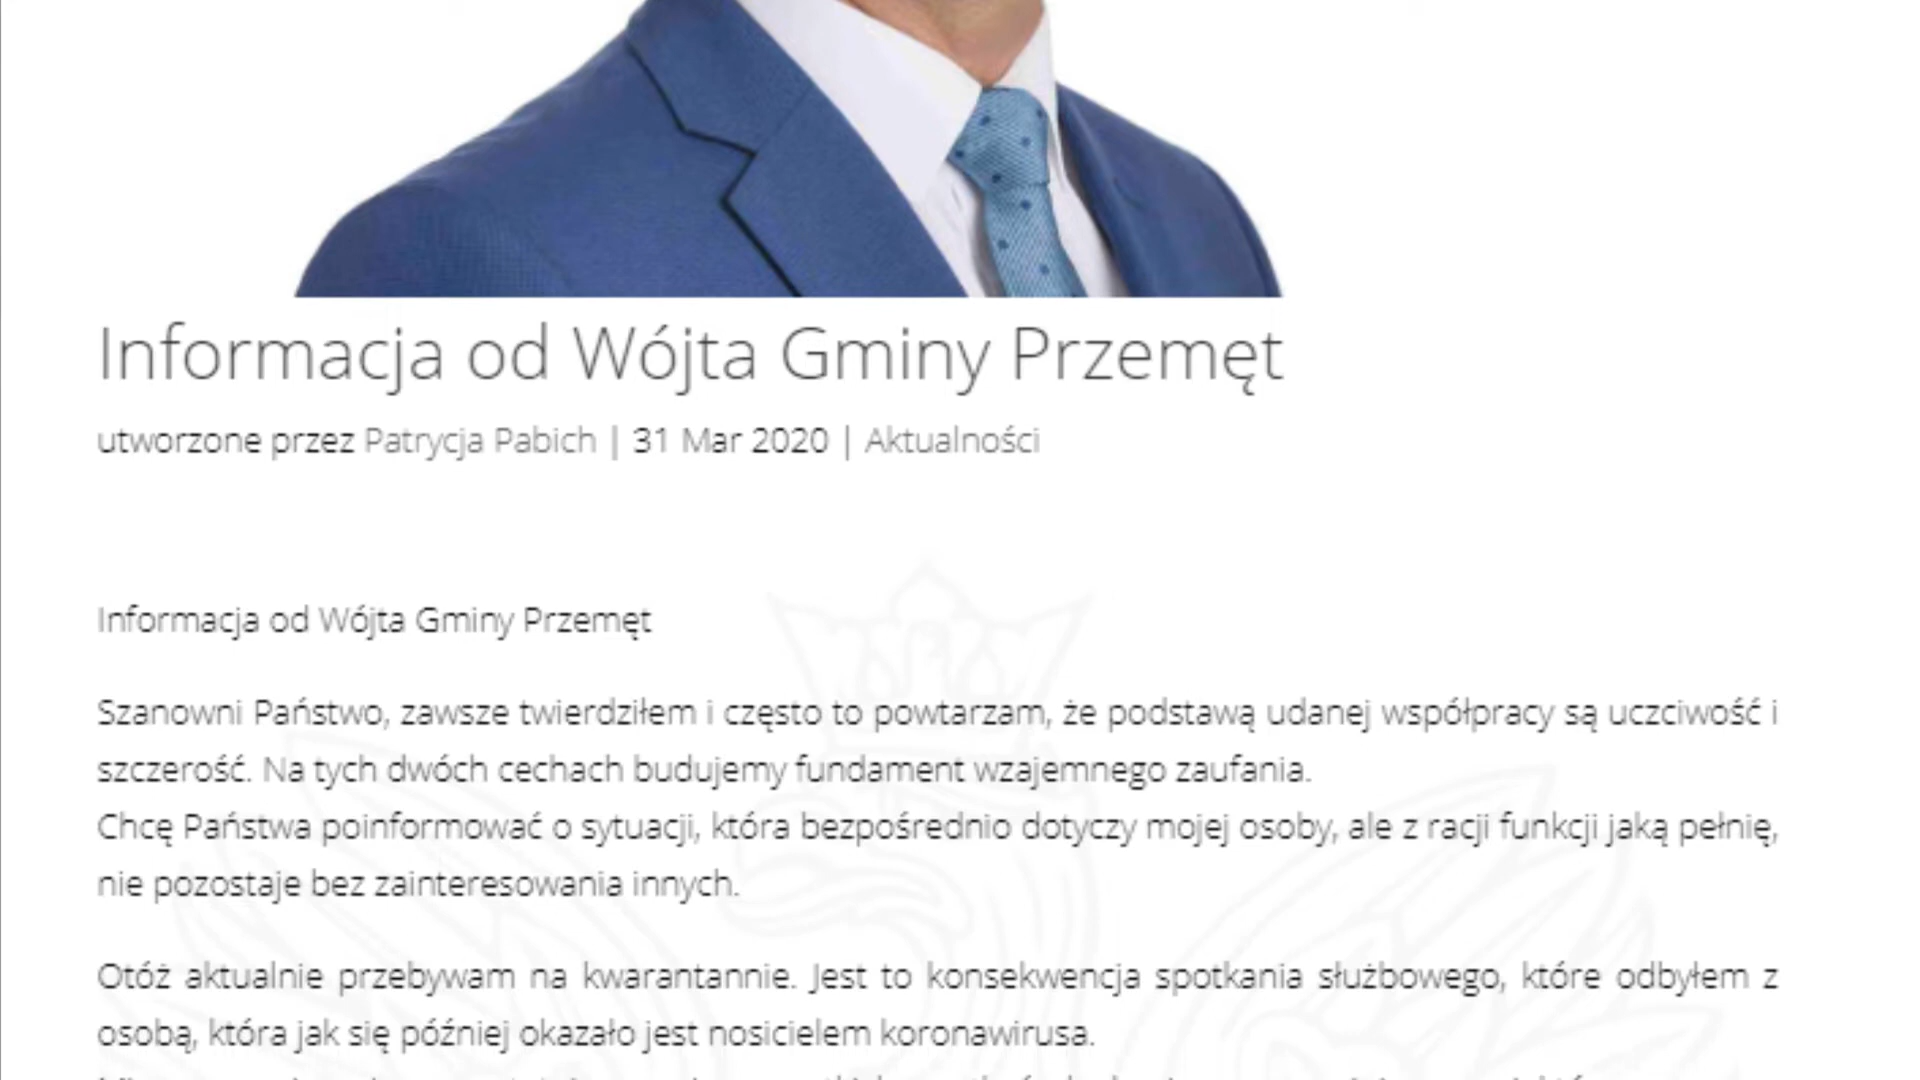 Informacja od Wójta Gminy Przemęt
utworzone przez Patrycja Pabich | 31 Mar 2020 | Aktualności
Informacja od Wójta Gminy Przemęt
Szanowni Państwo, zawsze twierdziłem i często to powtarzam, że podstawą udanej współpracy są uczciwość i
szczerość. Na tych dwóch cechach budujemy fundament wzajemnego zaufania.
Chcę Państwa poinformować o sytuacji, która bezpośrednio dotyczy mojej osoby, ale z racji funkcji jaką pełnię,
nie pozostaje bez zainteresowania innych.
Otóż aktualnie przebywam na kwarantannie. Jest to konsekwencja spotkania służbowego, które odbyłem z
osobą, która jak się później okazało jest nosicielem koronawirusa.